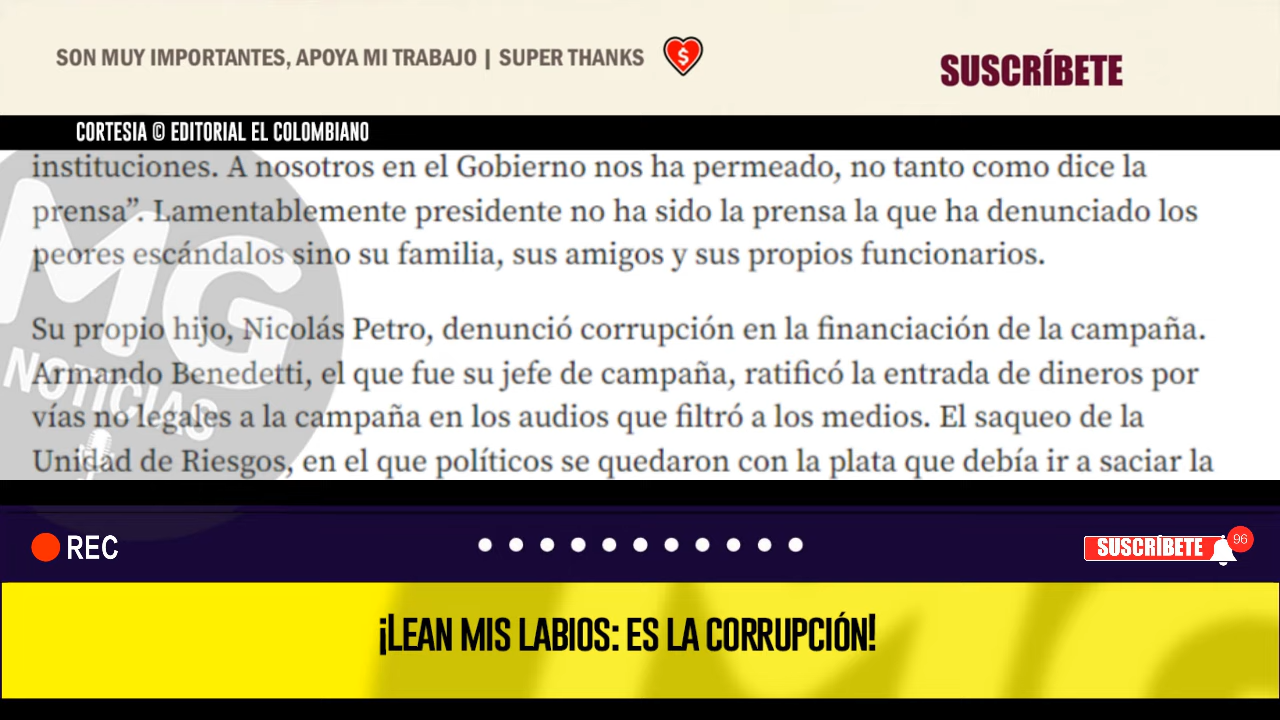 SON MUY IMPORTANTES, APOYA MI TRABAJO | SUPER THANKS
$
SUSCRÍBETE
CORTESIA © EDITORIAL EL COLOMBIANO
instituciones. A nosotros en el Gobierno nos ha permeado, no tanto como dice la
prensa”. Lamentablemente presidente no ha sido la prensa la que ha denunciado los
peores escándalos sino su familia, sus amigos y sus propios funcionarios.
Su propio hijo, Nicolás Petro, denunció corrupción en la financiación de la campaña.
Armando Benedetti, el que fue su jefe de campaña, ratificó la entrada de dineros por
vías no legales a la campaña en los audios que filtró a los medios. El saqueo de la
Unidad de Riesgos, en el que políticos se quedaron con la plata que debía ir a saciar la
MG
NOTICIAS
REC
SUSCRÍBETE
96
¡LEAN MIS LABIOS: ES LA CORRUPCIÓN!